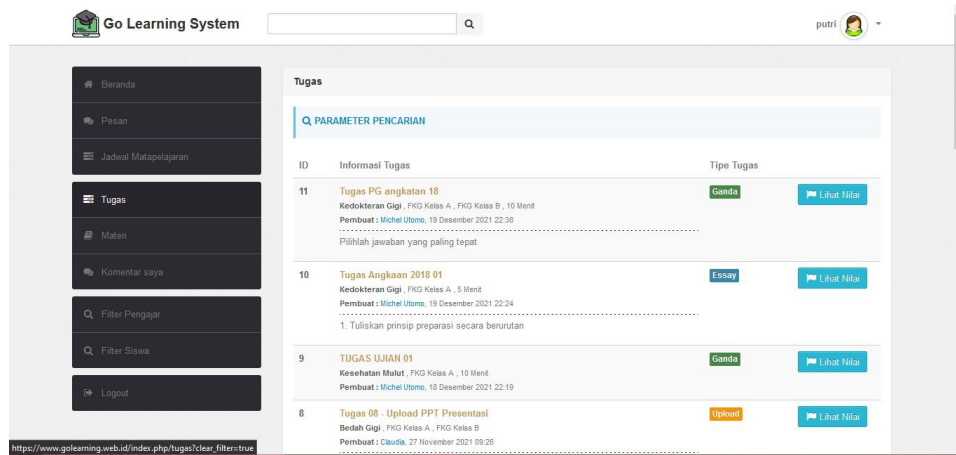 Go Learning System
putri
Beranda
Pesan
Jadwal Matapelajaran
Tugas
Materi
Komentar saya
Filter Pengajar
Filter Siswa
Logout
Tugas
PARAMETER PENCARIAN
ID Informasi Tugas Tipe Tugas
11 Tugas PG angkatan 18 Ganda Lihat Nilai
Kedokteran Gigi , FKG Kelas A , FKG Kelas B , 10 Menit
Pembuat : Michel Utomo, 19 Desember 2021 22:38
Pilihlah jawaban yang paling tepat
10 Tugas Angkaan 2018 01 Essay Lihat Nilai
Kedokteran Gigi , FKG Kelas A , 5 Menit
Pembuat : Michel Utomo, 19 Desember 2021 22:24
1. Tuliskan prinsip preparasi secara berurutan
9 TUGAS UJIAN 01 Ganda Lihat Nilai
Kesehatan Mulut , FKG Kelas A , 10 Menit
Pembuat : Michel Utomo, 18 Desember 2021 22:19
8 Tugas 08 - Upload PPT Presentasi Upload Lihat Nilai
Bedah Gigi , FKG Kelas A , FKG Kelas B
Pembuat : Claudia, 27 November 2021 09:26
https://www.golearning.web.id/index.php/tugas?clear_filter=true